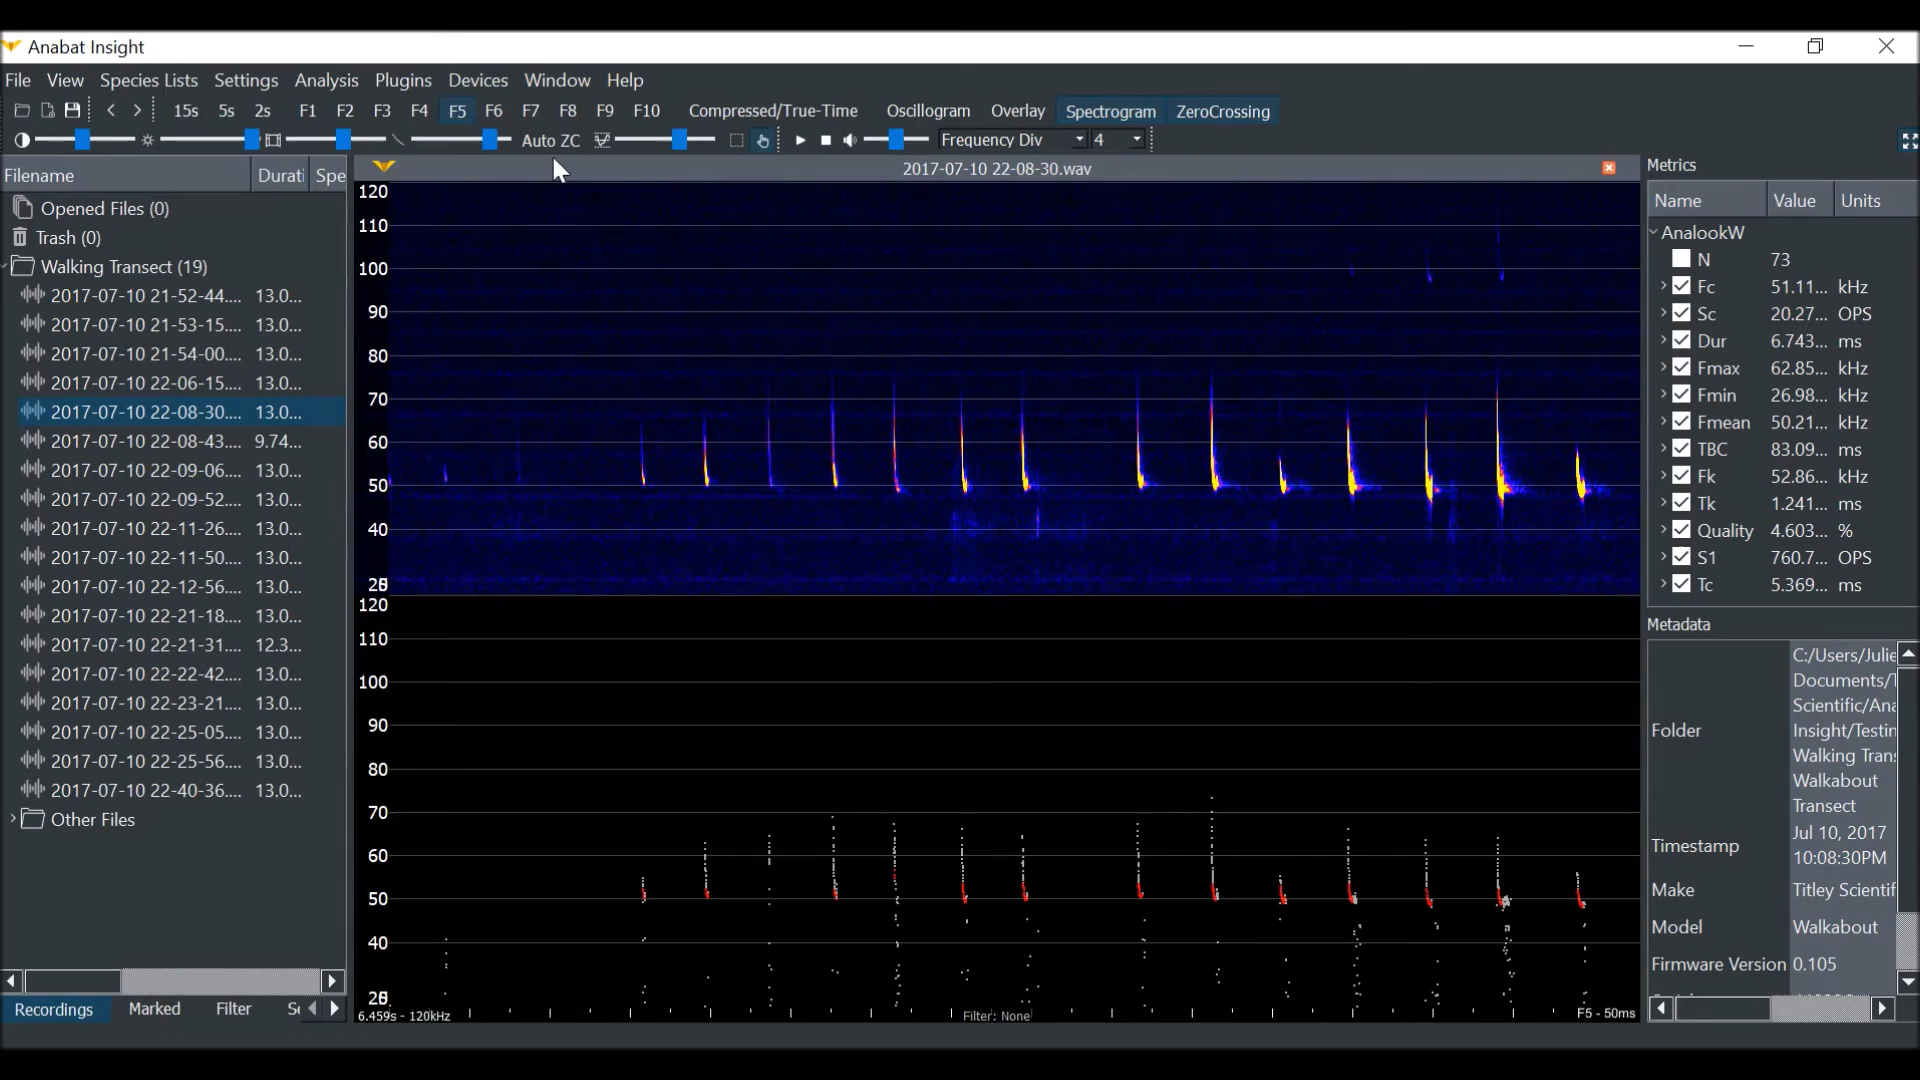 Anabat Insight
File View Species Lists Settings Analysis Plugins Devices Window Help
15s 5s 2s F1 F2 F3 F4 F5 F6 F7 F8 F9 F10 Compressed/True-Time Oscillogram Overlay Spectrogram ZeroCrossing
Auto ZC Frequency Div 4
Filename Durati Spe
Opened Files (0)
Trash (0)
Walking Transect (19)
2017-07-10 21-52-44.... 13.0...
2017-07-10 21-53-15.... 13.0...
2017-07-10 21-54-00.... 13.0...
2017-07-10 22-06-15.... 13.0...
2017-07-10 22-08-30.... 13.0...
2017-07-10 22-08-43.... 9.74...
2017-07-10 22-09-06.... 13.0...
2017-07-10 22-09-52.... 13.0...
2017-07-10 22-11-26.... 13.0...
2017-07-10 22-11-50.... 13.0...
2017-07-10 22-12-56.... 13.0...
2017-07-10 22-21-18.... 13.0...
2017-07-10 22-21-31.... 12.3...
2017-07-10 22-22-42.... 13.0...
2017-07-10 22-23-21.... 13.0...
2017-07-10 22-25-05.... 13.0...
2017-07-10 22-25-56.... 13.0...
2017-07-10 22-40-36.... 13.0...
Other Files
Recordings Marked Filter
2017-07-10 22-08-30.wav
120
110
100
90
80
70
60
50
40
120
110
100
90
80
70
60
50
40
6.459s - 120kHz Filter: None F5 - 50ms
Metrics
Name Value Units
AnalookW
N 73
Fc 51.11... kHz
Sc 20.27... OPS
Dur 6.743... ms
Fmax 62.85... kHz
Fmin 26.98... kHz
Fmean 50.21... kHz
TBC 83.09... ms
Fk 52.86... kHz
Tk 1.241... ms
Quality 4.603... %
S1 760.7... OPS
Tc 5.369... ms
Metadata
Folder
C:/Users/Julie
Documents/T
Scientific/Ana
Insight/Testin
Walking Trans
Walkabout
Transect
Timestamp
Jul 10, 2017
10:08:30PM
Make Titley Scientif
Model Walkabout
Firmware Version 0.105